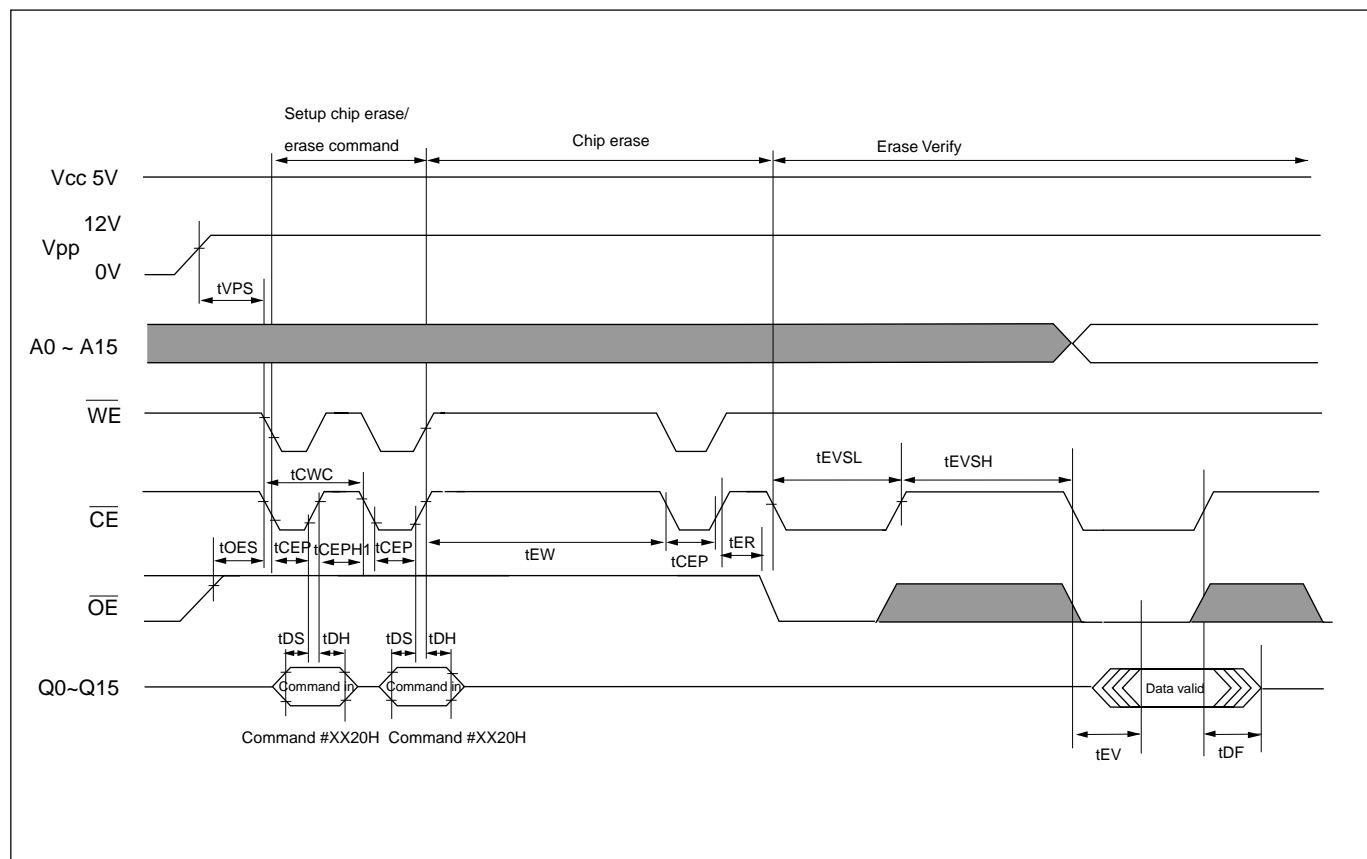 Setup chip erase/
erase command
Chip erase
Erase Verify
Vcc 5V
12V
Vpp
0V
tVPS
A0 ~ A15
WE
tCWC
tEVSL
tEVSH
CE
tOES
tCEP
tCEPH1
tCEP
tEW
tCEP
tER
OE
tDS
tDH
tDS
tDH
Q0~Q15
Command in
Command in
Data valid
Command #XX20H
Command #XX20H
tEV
tDF